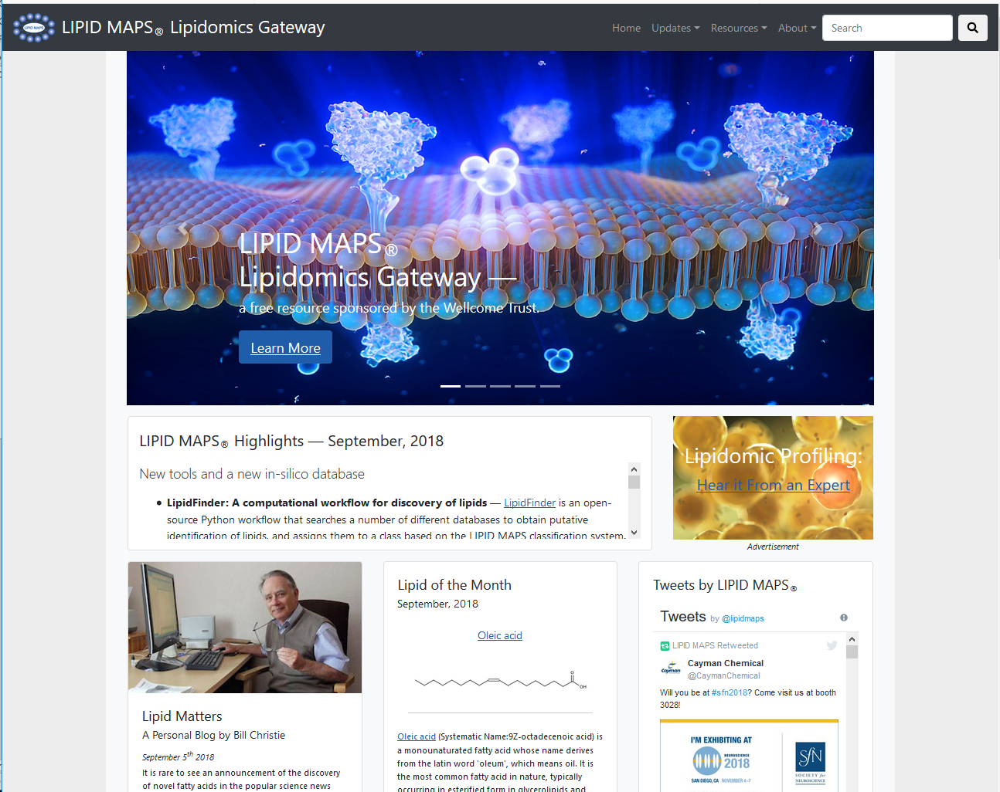 LIPID MAPS
LIPID MAPS® Lipidomics Gateway
Home Updates Resources About Search
LIPID MAPS®
Lipidomics Gateway —
a free resource sponsored by the Wellcome Trust.
Learn More
LIPID MAPS® Highlights — September, 2018
New tools and a new in-silico database
• LipidFinder: A computational workflow for discovery of lipids — LipidFinder is an open-
source Python workflow that searches a number of different databases to obtain putative
identification of lipids, and assigns them to a class based on the LIPID MAPS classification system.
Lipidomic Profiling:
Hear it From an Expert
Advertisement
Lipid Matters
A Personal Blog by Bill Christie
September 5th 2018
It is rare to see an announcement of the discovery
of novel fatty acids in the popular science news
Lipid of the Month
September, 2018
Oleic acid
O
OH
Oleic acid (Systematic Name:9Z-octadecenoic acid) is
a monounaturated fatty acid whose name derives
from the latin word 'oleum', which means oil. It is
the most common fatty acid in nature, typically
occurring in esterified form in glycerolipids and
Tweets by LIPID MAPS®
Tweets by @lipidmaps
LIPID MAPS Retweeted
Cayman Chemical
@CaymanChemical
Cayman
Will you be at #sfn2018? Come visit us at booth
3028!
I'M EXHIBITING AT
NEUROSCIENCE
2018
SAN DIEGO, CA NOVEMBER 4–7
SfN
SOCIETY for
NEUROSCIENCE